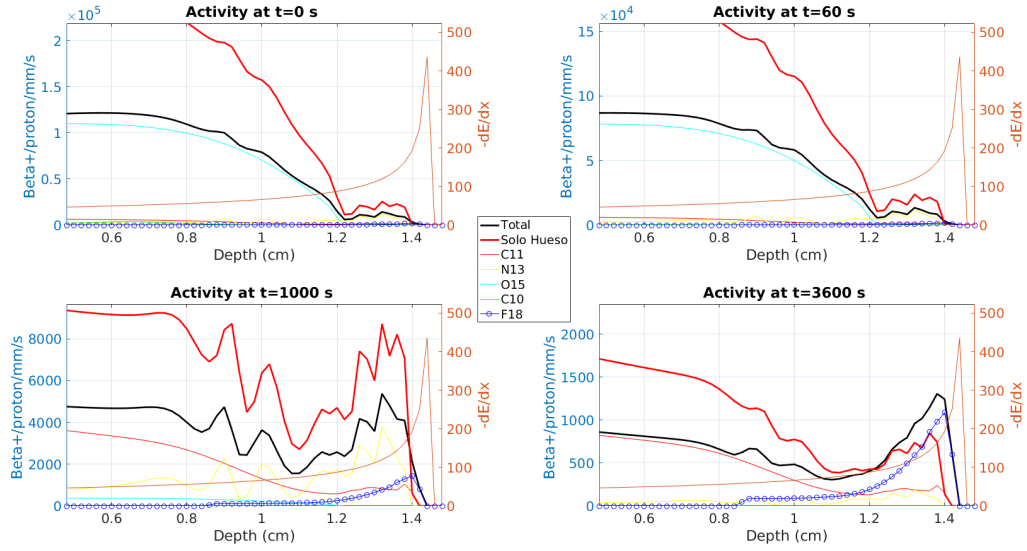 Activity at t=0 s
×10^5
2
1.5
1
0.5
0
Beta+/proton/mm/s
0.6
0.8
1
1.2
1.4
Depth (cm)
500
400
300
200
100
0
-dE/dx
Activity at t=60 s
×10^4
15
10
5
0
Beta+/proton/mm/s
0.6
0.8
1
1.2
1.4
Depth (cm)
500
400
300
200
100
0
-dE/dx
Total
Solo Hueso
C11
N13
O15
C10
F18
Activity at t=1000 s
8000
6000
4000
2000
0
Beta+/proton/mm/s
0.6
0.8
1
1.2
1.4
Depth (cm)
500
400
300
200
100
0
-dE/dx
Activity at t=3600 s
2000
1500
1000
500
0
Beta+/proton/mm/s
0.6
0.8
1
1.2
1.4
Depth (cm)
500
400
300
200
100
0
-dE/dx